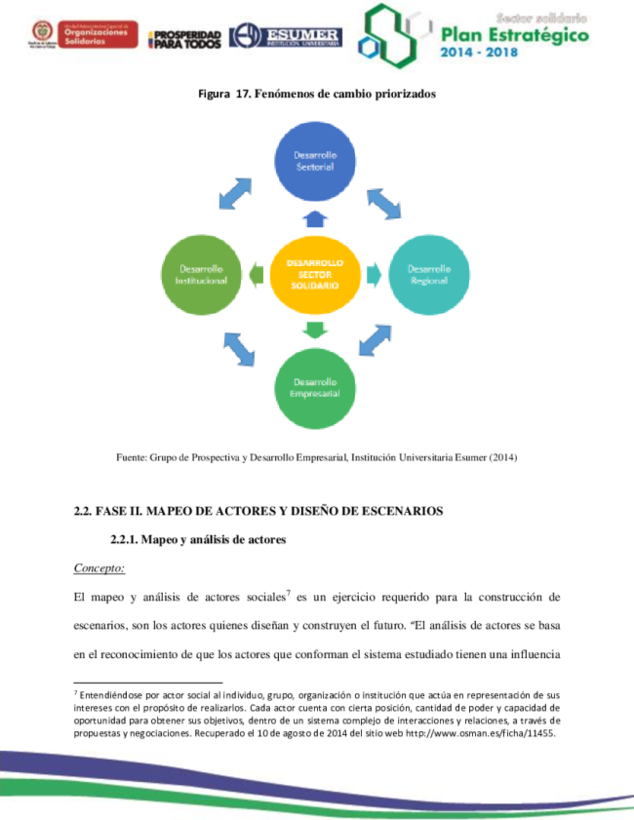 Sector solidario
Unidad Administrativa Especial de
Organizaciones
Solidarias
PROSPERIDAD
PARA TODOS
ESUMER
INSTITUCIÓN UNIVERSITARIA
Plan Estratégico
2014 - 2018
Figura 17. Fenómenos de cambio priorizados
Desarrollo
Sectorial
Desarrollo
Institucional
DESARROLLO
SECTOR
SOLIDARIO
Desarrollo
Regional
Desarrollo
Empresarial
Fuente: Grupo de Prospectiva y Desarrollo Empresarial, Institución Universitaria Esumer (2014)
2.2. FASE II. MAPEO DE ACTORES Y DISEÑO DE ESCENARIOS
2.2.1. Mapeo y análisis de actores
Concepto:
El mapeo y análisis de actores sociales⁷ es un ejercicio requerido para la construcción de
escenarios, son los actores quienes diseñan y construyen el futuro. “El análisis de actores se basa
en el reconocimiento de que los actores que conforman el sistema estudiado tienen una influencia
⁷ Entendiéndose por actor social al individuo, grupo, organización o institución que actúa en representación de sus
intereses con el propósito de realizarlos. Cada actor cuenta con cierta posición, cantidad de poder y capacidad de
oportunidad para obtener sus objetivos, dentro de un sistema complejo de interacciones y relaciones, a través de
propuestas y negociaciones. Recuperado el 10 de agosto de 2014 del sitio web http://www.osman.es/ficha/11455.